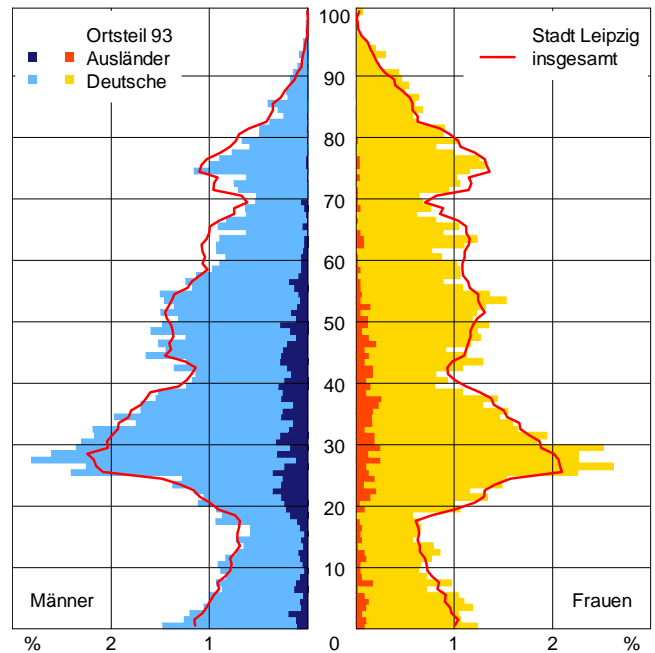 Ortsteil 93
Ausländer
Deutsche
Stadt Leipzig
insgesamt
100
90
80
70
60
50
40
30
20
10
Männer
Frauen
% 2 1 0 1 2 %